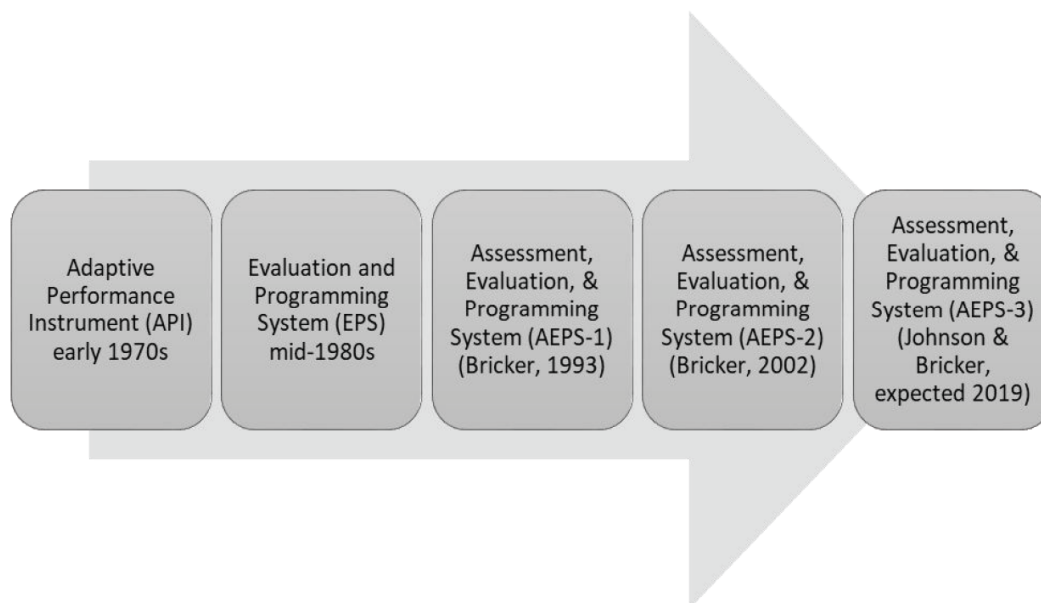 Adaptive
Performance
Instrument (API)
early 1970s
Evaluation and
Programming
System (EPS)
mid-1980s
Assessment,
Evaluation, &
Programming
System (AEPS-1)
(Bricker, 1993)
Assessment,
Evaluation, &
Programming
System (AEPS-2)
(Bricker, 2002)
Assessment,
Evaluation, &
Programming
System (AEPS-3)
(Johnson &
Bricker,
expected 2019)